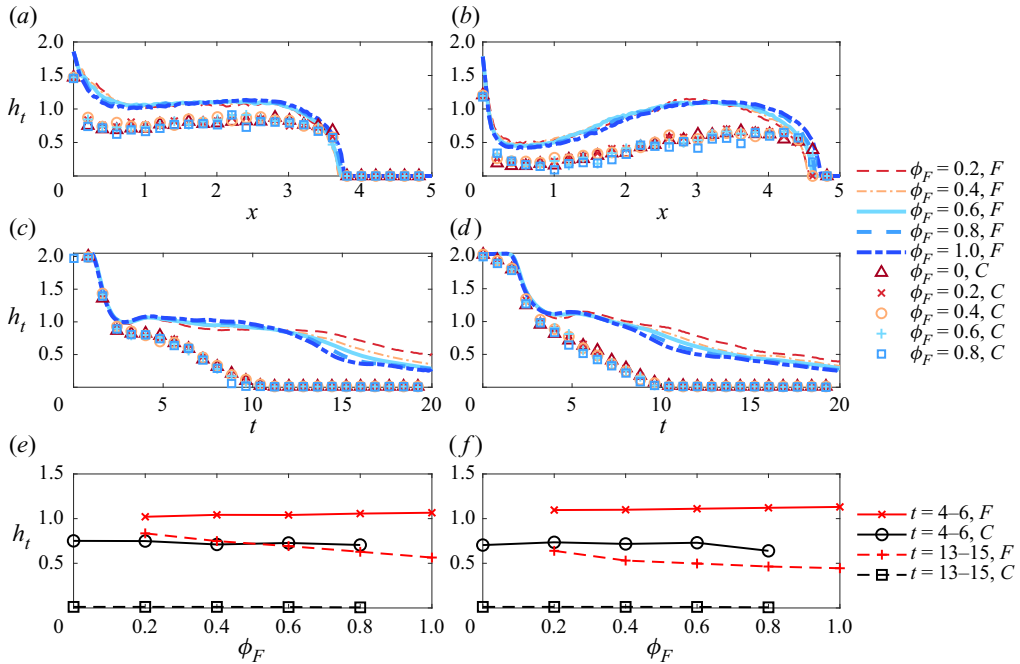 (a)
(b)
2.0
1.5
h_t 1.0
0.5
0 1 2 3 4 5
x
2.0
1.5
1.0
0.5
0 1 2 3 4 5
x
ϕ_F = 0.2, F
ϕ_F = 0.4, F
ϕ_F = 0.6, F
ϕ_F = 0.8, F
ϕ_F = 1.0, F
ϕ_F = 0, C
ϕ_F = 0.2, C
ϕ_F = 0.4, C
ϕ_F = 0.6, C
ϕ_F = 0.8, C
(c)
(d)
2.0
1.5
h_t 1.0
0.5
0 5 10 15 20
t
2.0
1.5
1.0
0.5
0 5 10 15 20
t
(e)
(f)
1.5
1.0
h_t
0.5
0 0.2 0.4 0.6 0.8 1.0
ϕ_F
1.5
1.0
0.5
0 0.2 0.4 0.6 0.8 1.0
ϕ_F
t = 4–6, F
t = 4–6, C
t = 13–15, F
t = 13–15, C